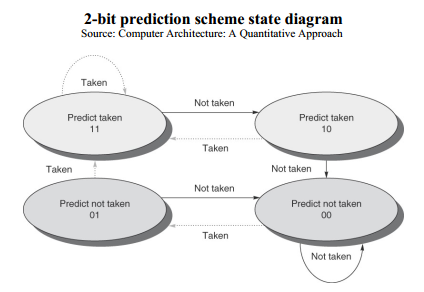 2-bit prediction scheme state diagram
Source: Computer Architecture: A Quantitative Approach
Taken
Predict taken
11
Not taken
Predict taken
10
Taken
Taken
Not taken
Predict not taken
01
Not taken
Predict not taken
00
Taken
Not taken